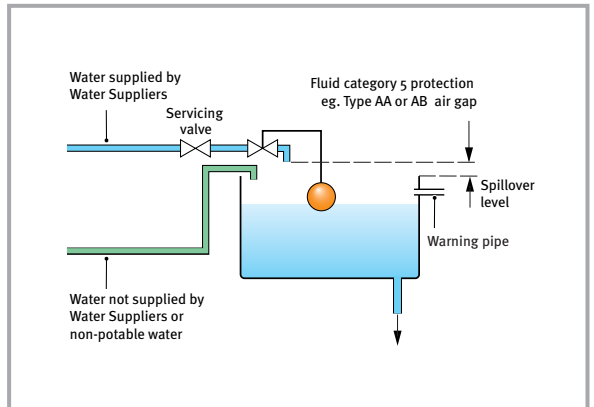 Water supplied by
Water Suppliers
Servicing
valve
Fluid category 5 protection
eg. Type AA or AB air gap
Spillover
level
Warning pipe
Water not supplied by
Water Suppliers or
non-potable water